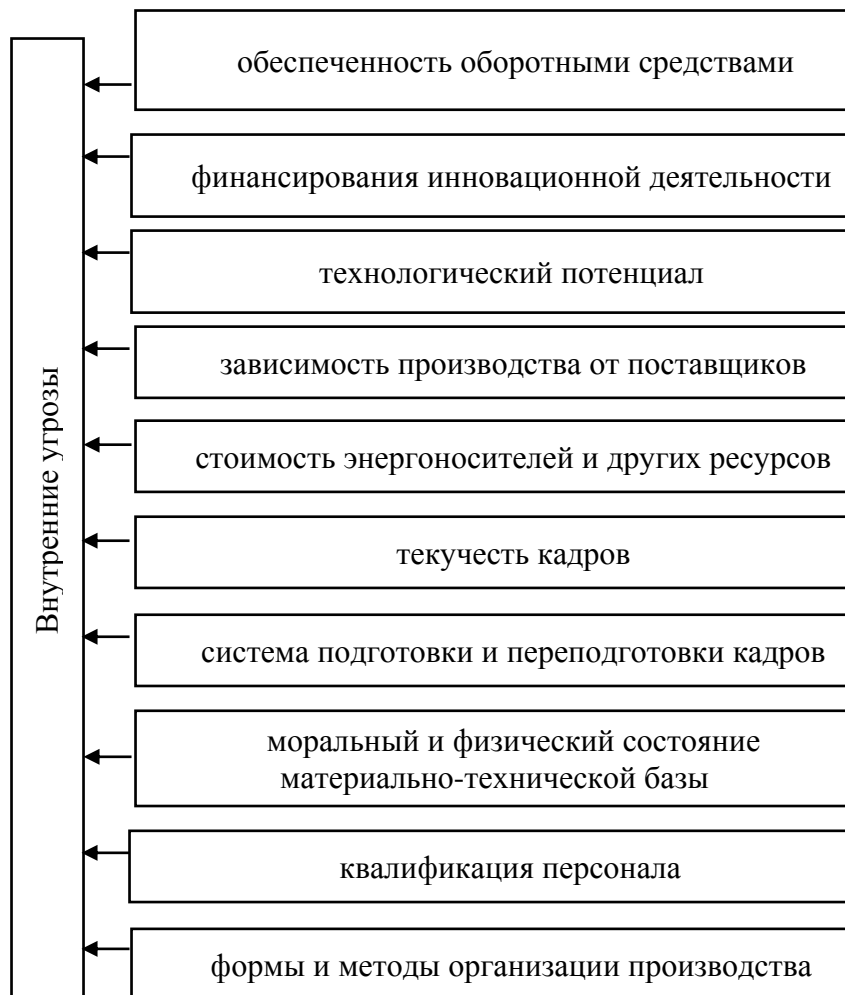 Внутренние угрозы
обеспеченность оборотными средствами
финансирования инновационной деятельности
технологический потенциал
зависимость производства от поставщиков
стоимость энергоносителей и других ресурсов
текучесть кадров
система подготовки и переподготовки кадров
моральный и физический состояние
материально-технической базы
квалификация персонала
формы и методы организации производства